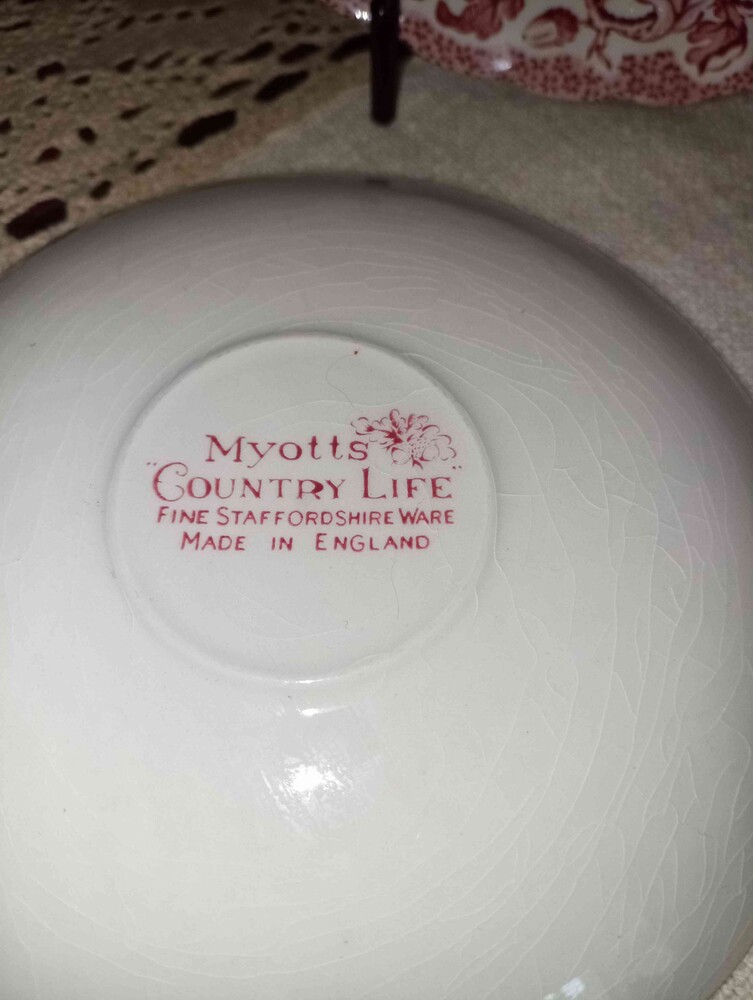 Myotts
"COUNTRY LIFE"
FINE STAFFORDSHIRE WARE
MADE IN ENGLAND